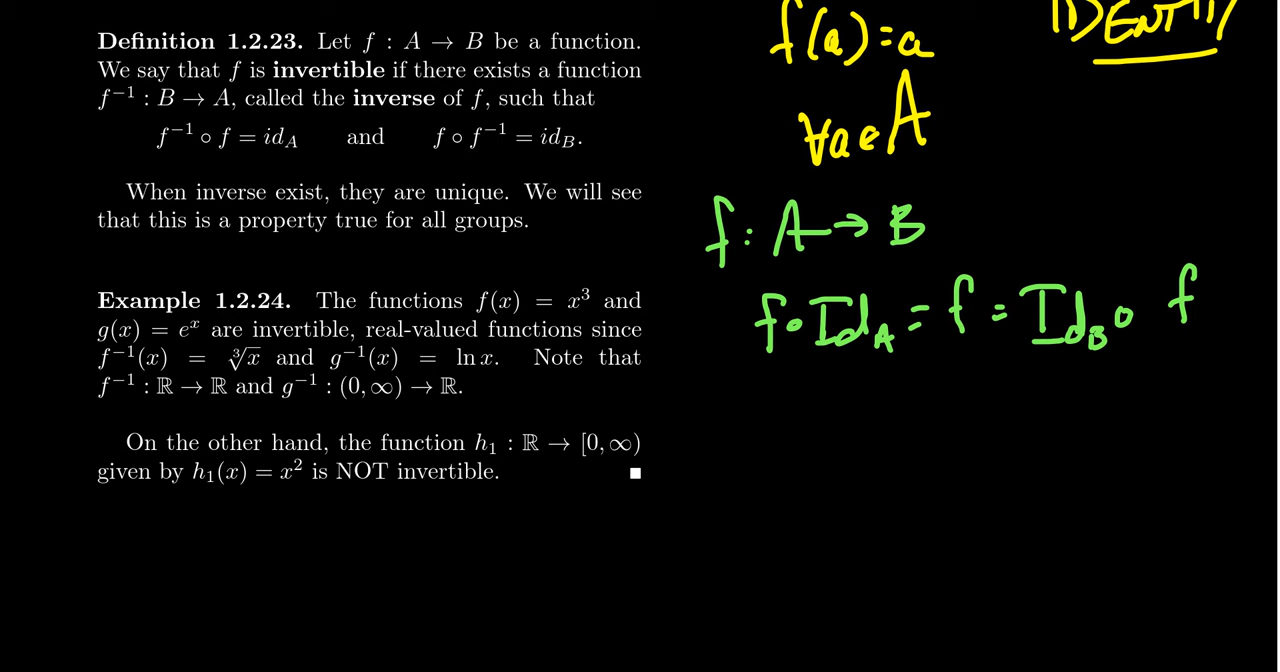 Definition 1.2.23. Let f : A → B be a function.
We say that f is invertible if there exists a function
f⁻¹ : B → A, called the inverse of f, such that
f⁻¹ ∘ f = id_A and f ∘ f⁻¹ = id_B.
When inverse exist, they are unique. We will see
that this is a property true for all groups.
Example 1.2.24. The functions f(x) = x³ and
g(x) = eˣ are invertible, real-valued functions since
f⁻¹(x) = ∛x and g⁻¹(x) = ln x. Note that
f⁻¹ : ℝ → ℝ and g⁻¹ : (0, ∞) → ℝ.
On the other hand, the function h₁ : ℝ → [0, ∞)
given by h₁(x) = x² is NOT invertible. ■
IDENTITY
f(a) = a
∀a∈A
f: A → B
f∘Id_A = f = Id_B∘ f